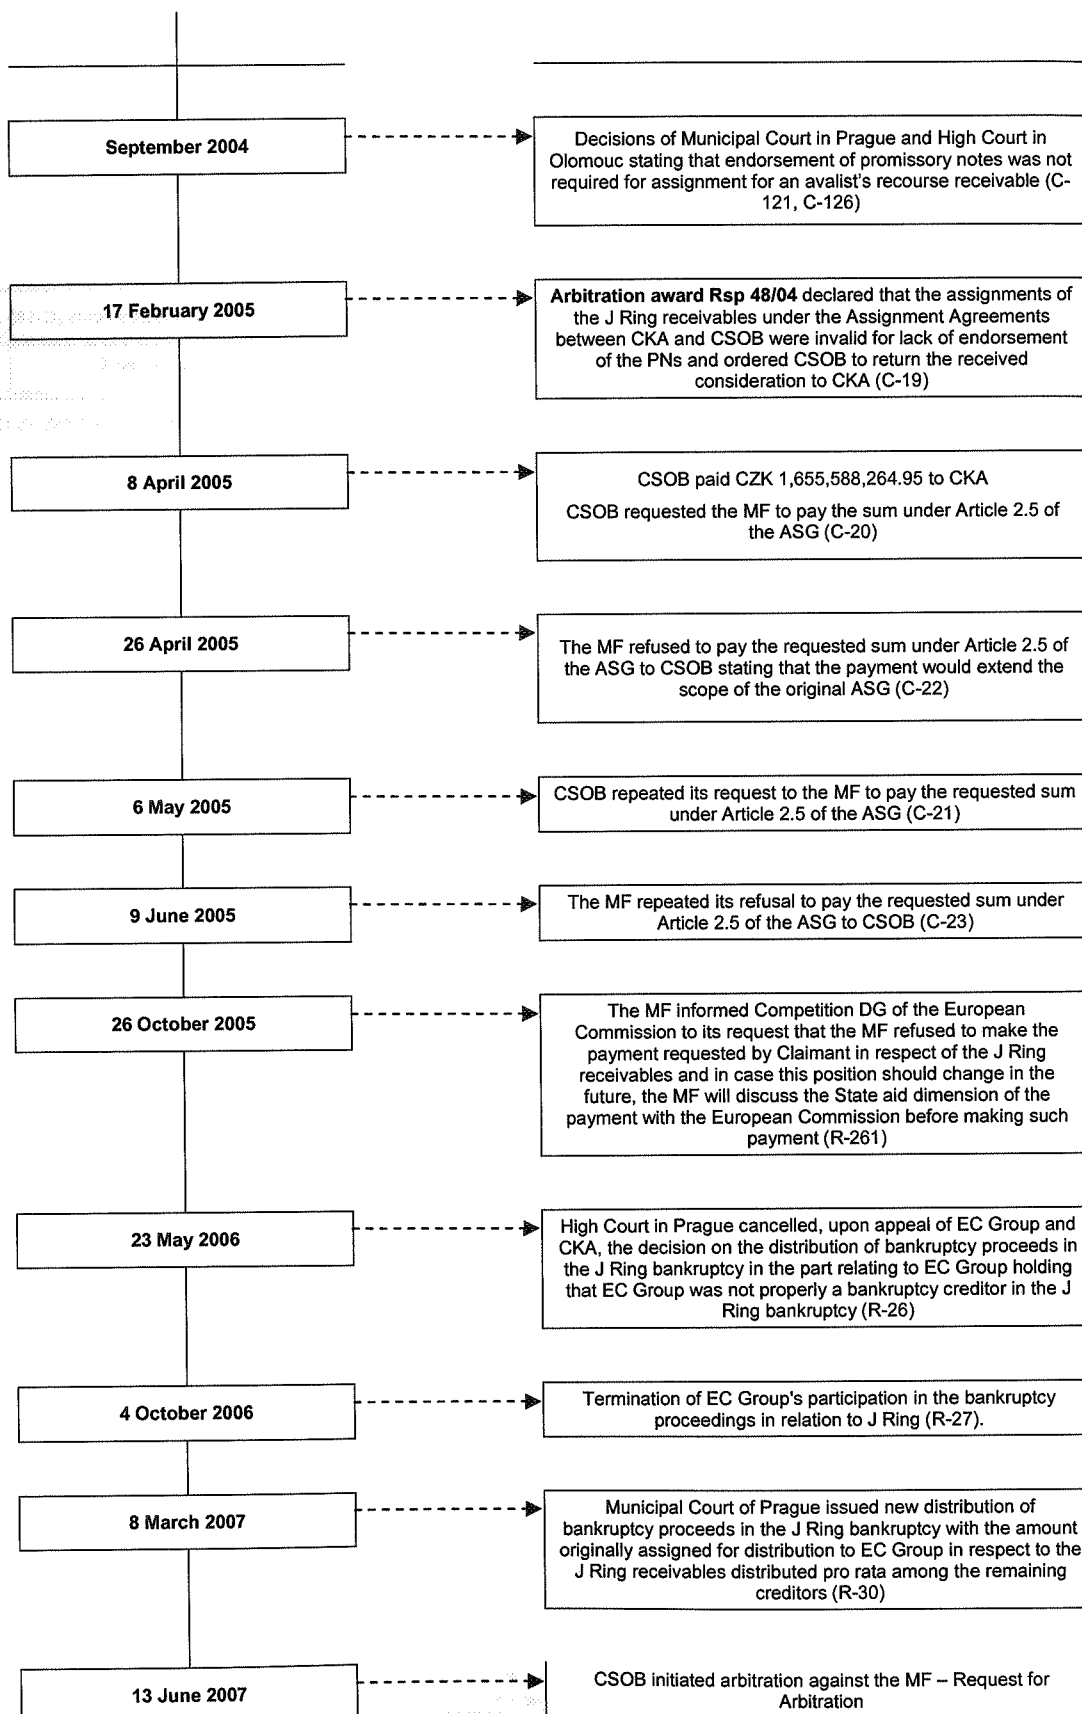 September 2004
Decisions of Municipal Court in Prague and High Court in
Olomouc stating that endorsement of promissory notes was not
required for assignment for an avalist's recourse receivable (C-
121, C-126)
17 February 2005
Arbitration award Rsp 48/04 declared that the assignments of
the J Ring receivables under the Assignment Agreements
between CKA and CSOB were invalid for lack of endorsement
of the PNs and ordered CSOB to return the received
consideration to CKA (C-19)
8 April 2005
CSOB paid CZK 1,655,588,264.95 to CKA
CSOB requested the MF to pay the sum under Article 2.5 of
the ASG (C-20)
26 April 2005
The MF refused to pay the requested sum under Article 2.5 of
the ASG to CSOB stating that the payment would extend the
scope of the original ASG (C-22)
6 May 2005
CSOB repeated its request to the MF to pay the requested sum
under Article 2.5 of the ASG (C-21)
9 June 2005
The MF repeated its refusal to pay the requested sum under
Article 2.5 of the ASG to CSOB (C-23)
26 October 2005
The MF informed Competition DG of the European
Commission to its request that the MF refused to make the
payment requested by Claimant in respect of the J Ring
receivables and in case this position should change in the
future, the MF will discuss the State aid dimension of the
payment with the European Commission before making such
payment (R-261)
23 May 2006
High Court in Prague cancelled, upon appeal of EC Group and
CKA, the decision on the distribution of bankruptcy proceeds in
the J Ring bankruptcy in the part relating to EC Group holding
that EC Group was not properly a bankruptcy creditor in the J
Ring bankruptcy (R-26)
4 October 2006
Termination of EC Group's participation in the bankruptcy
proceedings in relation to J Ring (R-27).
8 March 2007
Municipal Court of Prague issued new distribution of
bankruptcy proceeds in the J Ring bankruptcy with the amount
originally assigned for distribution to EC Group in respect to the
J Ring receivables distributed pro rata among the remaining
creditors (R-30)
13 June 2007
CSOB initiated arbitration against the MF – Request for
Arbitration